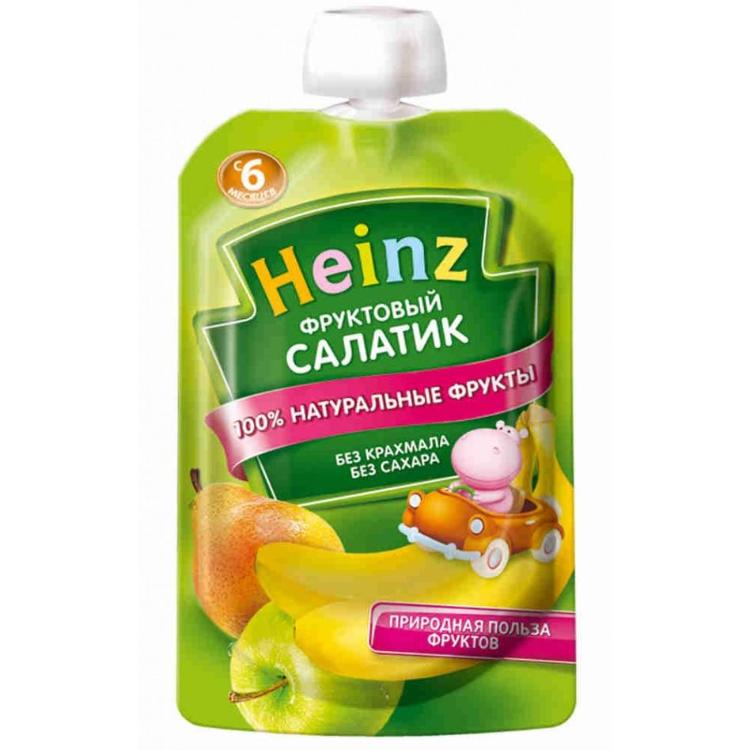 с 6
месяцев
Heinz
ФРУКТОВЫЙ
САЛАТИК
100% НАТУРАЛЬНЫЕ ФРУКТЫ
БЕЗ КРАХМАЛА
БЕЗ САХАРА
ПРИРОДНАЯ ПОЛЬЗА
ФРУКТОВ